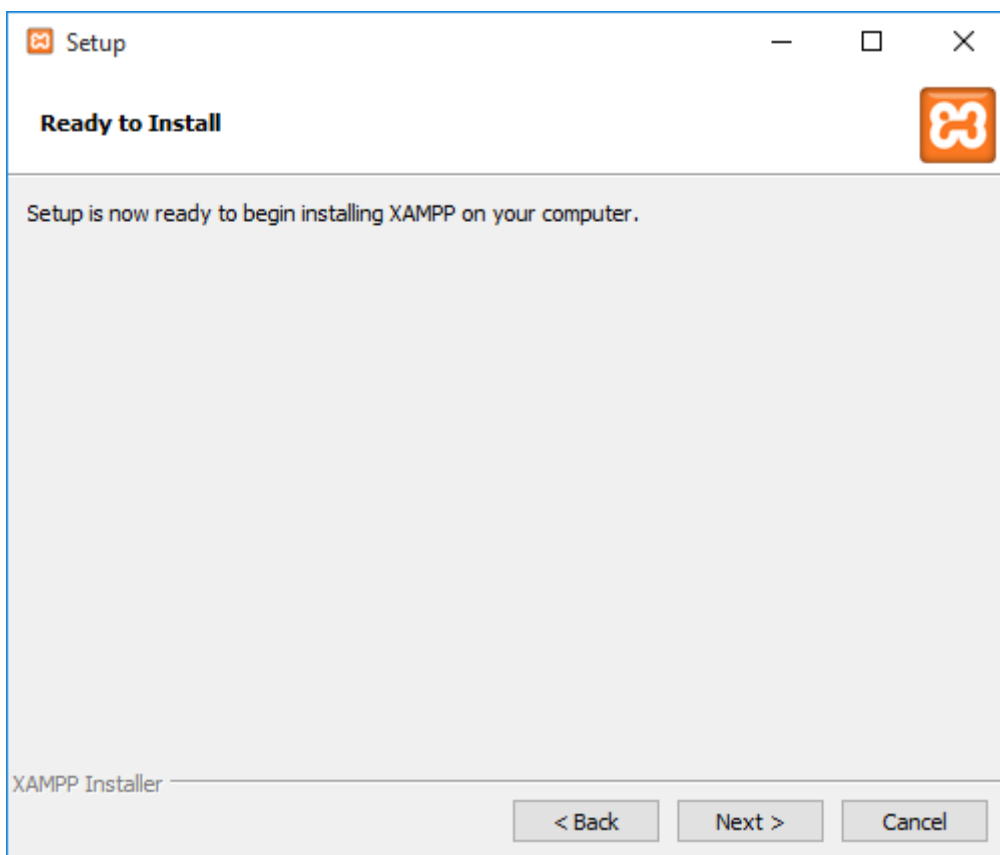 Setup
Ready to Install
Setup is now ready to begin installing XAMPP on your computer.
XAMPP Installer
< Back
Next >
Cancel